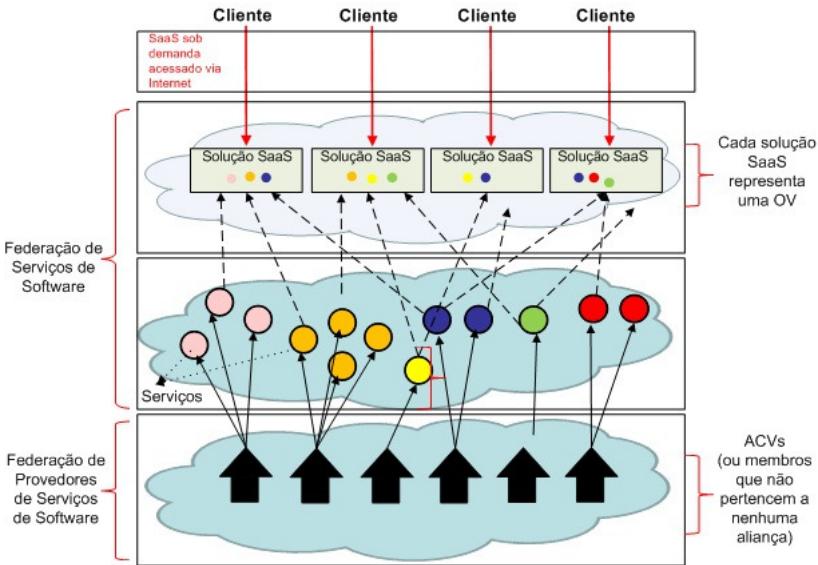 Cliente
Cliente
Cliente
Cliente
SaaS sob
demanda
acessado via
Internet
Solução SaaS
Solução SaaS
Solução SaaS
Solução SaaS
Cada solução
SaaS
representa
uma OV
Federação de
Serviços de
Software
Serviços
Federação de
Provedores
de Serviços
de Software
ACVs
(ou membros
que não
pertencem a
nenhuma
aliança)